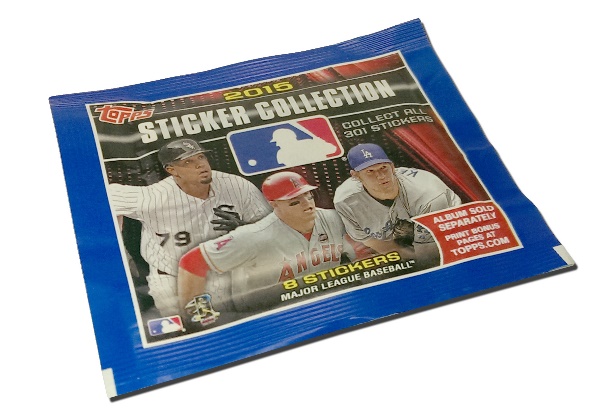 2015
TOPPS
STICKER COLLECTION
COLLECT ALL
301 STICKERS
79
ANGELS
ALBUM SOLD
SEPARATELY
PRINT BONUS
PAGES AT
TOPPS.COM
8 STICKERS
MAJOR LEAGUE BASEBALL™